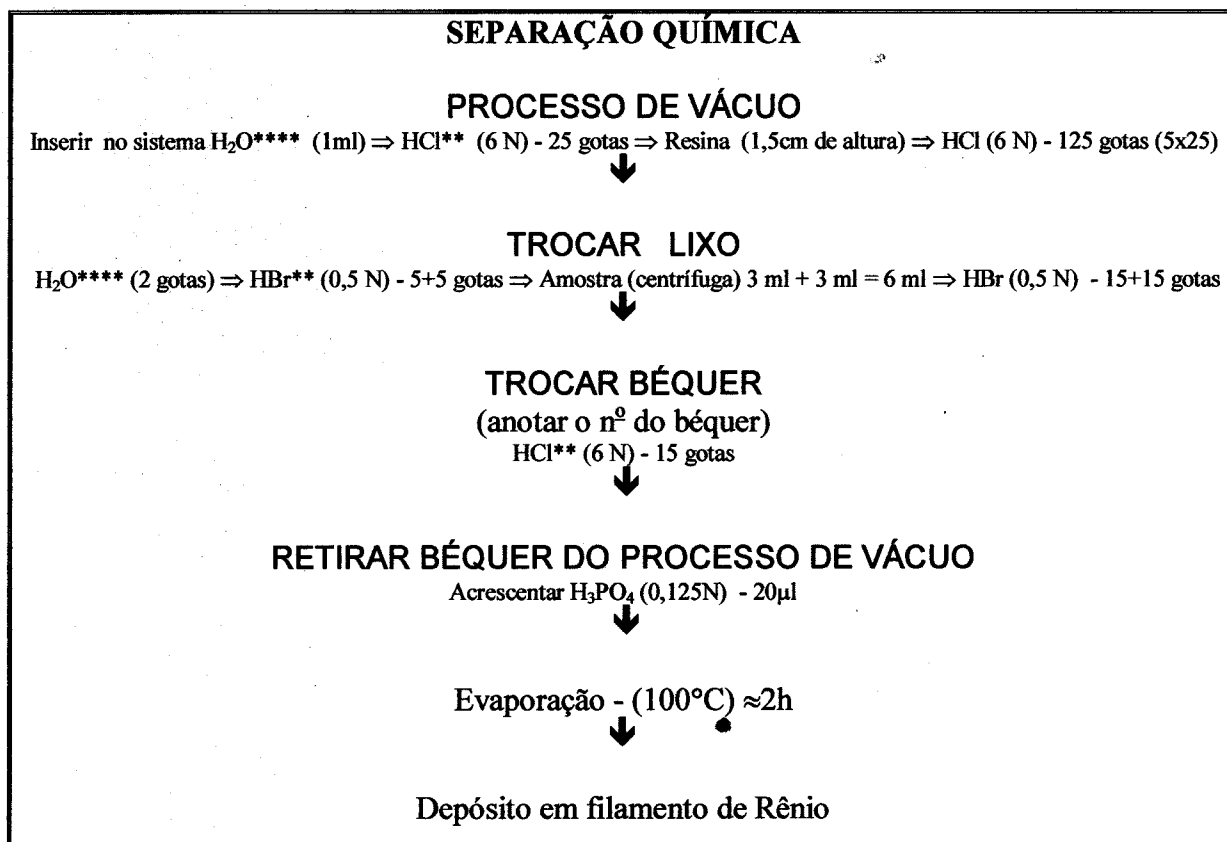 SEPARAÇÃO QUÍMICA
PROCESSO DE VÁCUO
Inserir no sistema H₂O**** (1ml) ⇒ HCl** (6 N) - 25 gotas ⇒ Resina (1,5cm de altura) ⇒ HCl (6 N) - 125 gotas (5x25)
TROCAR LIXO
H₂O**** (2 gotas) ⇒ HBr** (0,5 N) - 5+5 gotas ⇒ Amostra (centrífuga) 3 ml + 3 ml = 6 ml ⇒ HBr (0,5 N) - 15+15 gotas
TROCAR BÉQUER
(anotar o nº do béquer)
HCl** (6 N) - 15 gotas
RETIRAR BÉQUER DO PROCESSO DE VÁCUO
Acrescentar H₃PO₄ (0,125N) - 20µl
Evaporação - (100°C) ≈2h
Depósito em filamento de Rênio